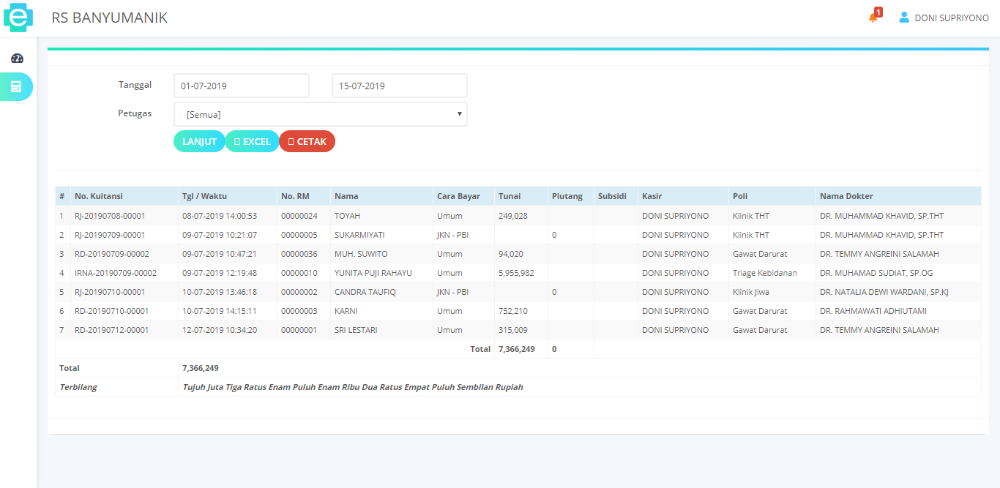 RS BANYUMANIK
1
DONI SUPRIYONO
Tanggal 01-07-2019 15-07-2019
Petugas [Semua]
LANJUT EXCEL CETAK
# No. Kuitansi Tgl / Waktu No. RM Nama Cara Bayar Tunai Piutang Subsidi Kasir Poli Nama Dokter
1 RJ-20190708-00001 08-07-2019 14:00:53 00000024 TOYAH Umum 249,028 DONI SUPRIYONO Klinik THT DR. MUHAMMAD KHAVID, SP.THT
2 RJ-20190709-00001 09-07-2019 10:21:07 00000005 SUKARMIYATI JKN - PBI 0 DONI SUPRIYONO Klinik THT DR. MUHAMMAD KHAVID, SP.THT
3 RD-20190709-00002 09-07-2019 10:47:21 00000036 MUH. SUWITO Umum 94,020 DONI SUPRIYONO Gawat Darurat DR. TEMMY ANGREINI SALAMAH
4 IRNA-20190709-00002 09-07-2019 12:19:48 00000010 YUNITA PUJI RAHAYU Umum 5,955,982 DONI SUPRIYONO Triage Kebidanan DR. MUHAMAD SUDIAT, SP.OG
5 RJ-20190710-00001 10-07-2019 13:46:18 00000002 CANDRA TAUFIQ JKN - PBI 0 DONI SUPRIYONO Klinik Jiwa DR. NATALIA DEWI WARDANI, SP.KJ
6 RD-20190710-00001 10-07-2019 14:15:11 00000003 KARNI Umum 752,210 DONI SUPRIYONO Gawat Darurat DR. RAHMAWATI ADHIUTAMI
7 RD-20190712-00001 12-07-2019 10:34:20 00000001 SRI LESTARI Umum 315,009 DONI SUPRIYONO Gawat Darurat DR. TEMMY ANGREINI SALAMAH
Total 7,366,249 0
Total 7,366,249
Terbilang Tujuh Juta Tiga Ratus Enam Puluh Enam Ribu Dua Ratus Empat Puluh Sembilan Rupiah